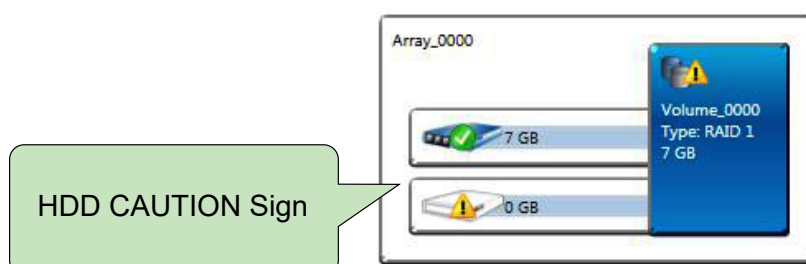 Array_0000
Volume_0000
Type: RAID 1
7 GB
7 GB
HDD CAUTION Sign
0 GB